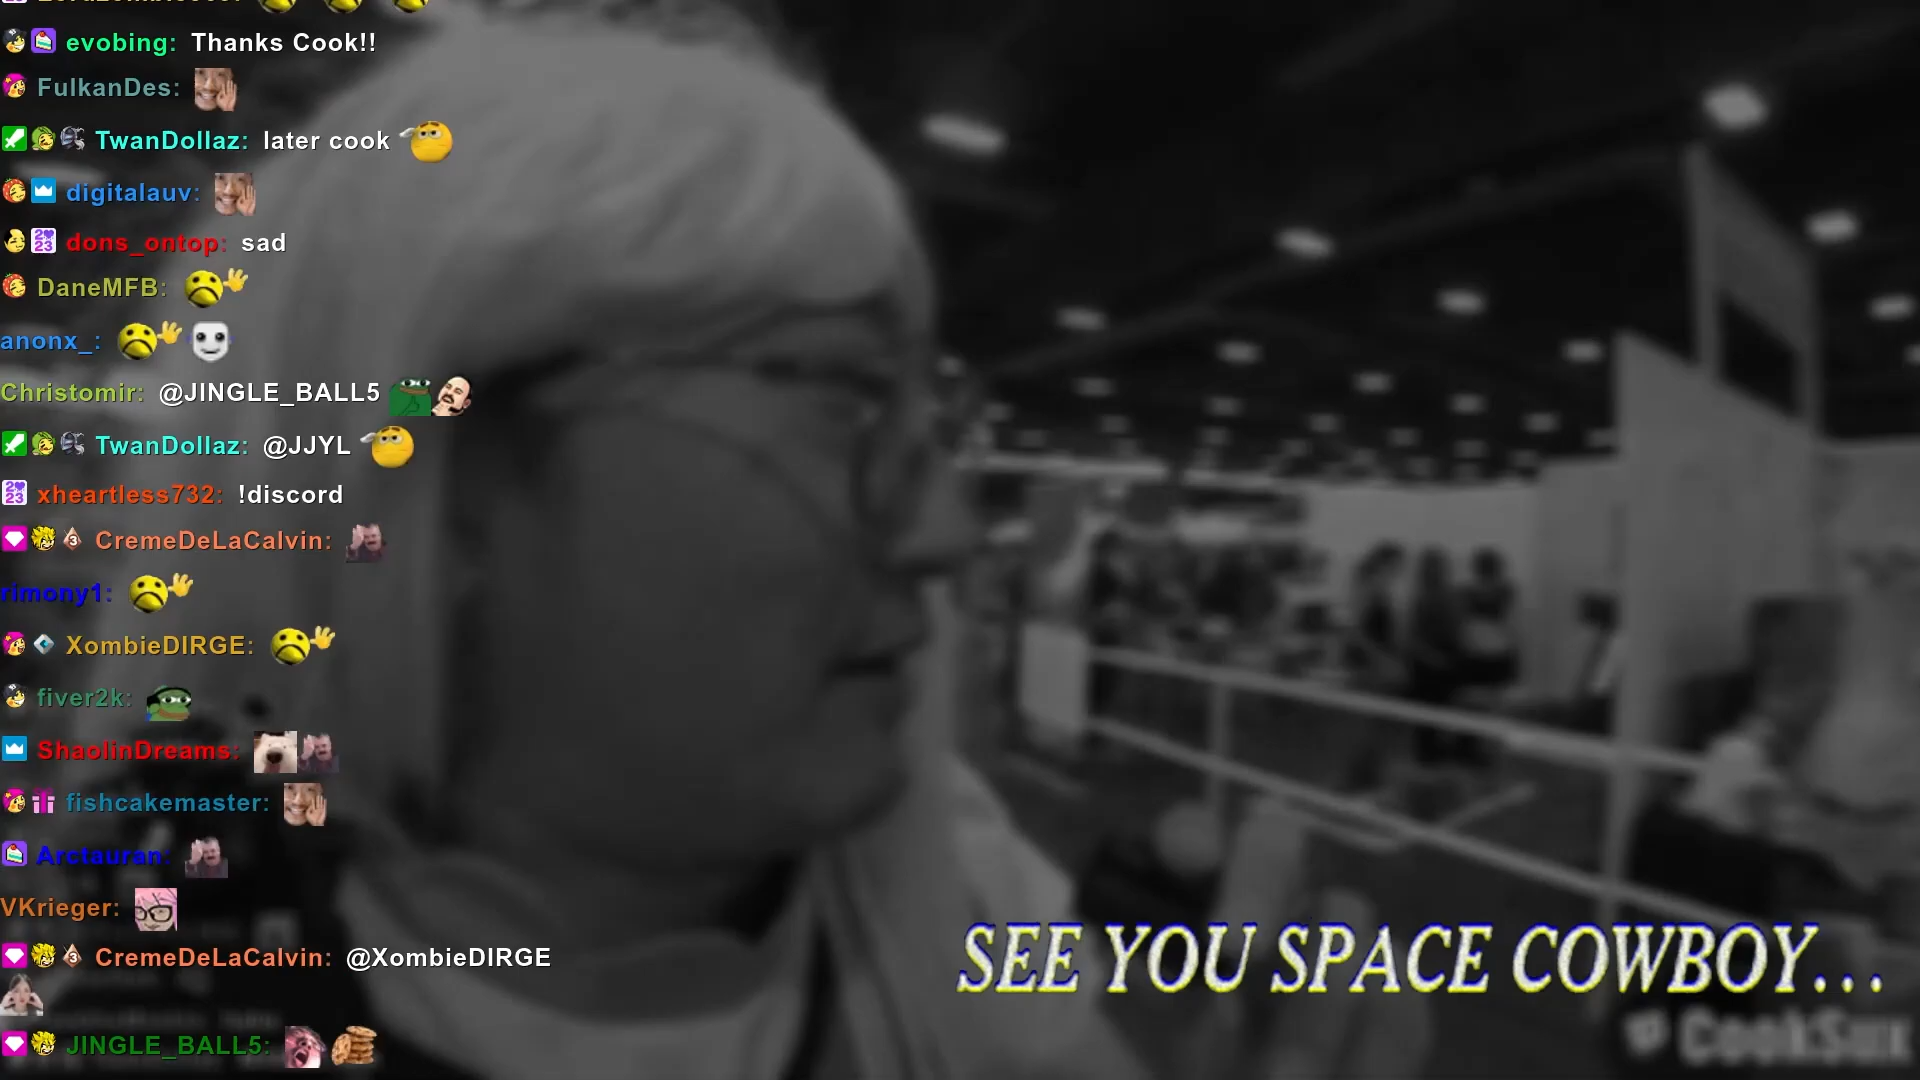 evobing: Thanks Cook!!
FulkanDes:
TwanDollaz: later cook
digitalauv:
dons_ontop: sad
DaneMFB:
anonx_:
Christomir: @JINGLE_BALL5
TwanDollaz: @JJYL
xheartless732: !discord
CremeDeLaCalvin:
rimony1:
XombieDIRGE:
fiver2k:
ShaolinDreams:
fishcakemaster:
Arctauran:
VKrieger:
CremeDeLaCalvin: @XombieDIRGE
JINGLE_BALL5:
SEE YOU SPACE COWBOY...
CookSux